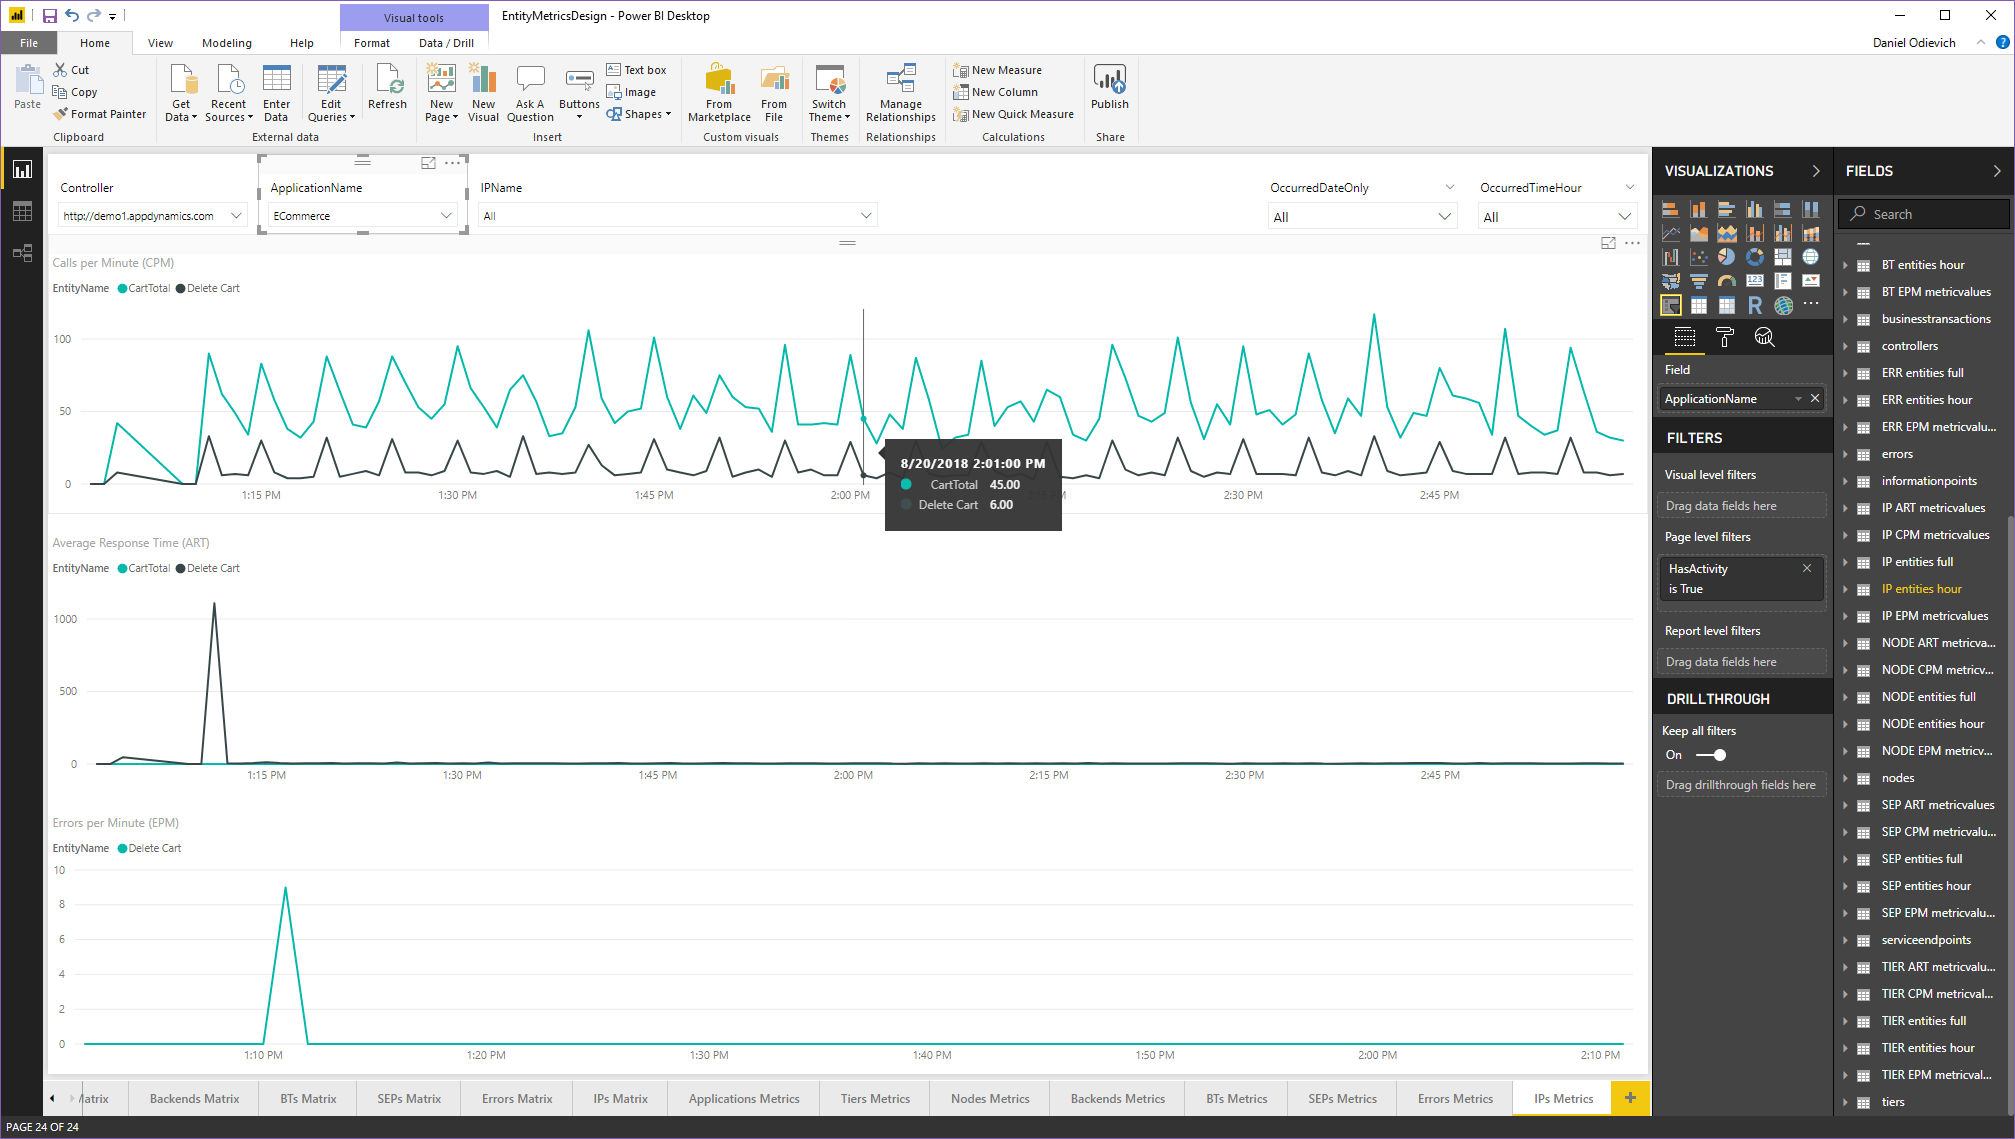 Visual tools
EntityMetricsDesign - Power BI Desktop
File
Home
View
Modeling
Help
Format
Data / Drill
Daniel Odievich
?
Paste
Cut
Copy
Format Painter
Clipboard
Get Data
Recent Sources
Enter Data
Edit Queries
External data
Refresh
New Page
New Visual
Ask A Question
Buttons
Text box
Image
Shapes
Insert
From Marketplace
From File
Custom visuals
Switch Theme
Themes
Manage Relationships
Relationships
New Measure
New Column
New Quick Measure
Calculations
Publish
Share
Controller
http://demo1.appdynamics.com
ApplicationName
ECommerce
IPName
All
OccurredDateOnly
All
OccurredTimeHour
All
Calls per Minute (CPM)
EntityName CartTotal Delete Cart
100
50
0
1:15 PM 1:30 PM 1:45 PM 2:00 PM 2:30 PM 2:45 PM
8/20/2018 2:01:00 PM
CartTotal 45.00
Delete Cart 6.00
Average Response Time (ART)
EntityName CartTotal Delete Cart
1000
500
0
1:15 PM 1:30 PM 1:45 PM 2:00 PM 2:15 PM 2:30 PM 2:45 PM
Errors per Minute (EPM)
EntityName Delete Cart
10
8
6
4
2
0
1:10 PM 1:20 PM 1:30 PM 1:40 PM 1:50 PM 2:00 PM 2:10 PM
VISUALIZATIONS
123
R
Field
ApplicationName
FILTERS
Visual level filters
Drag data fields here
Page level filters
HasActivity
is True
Report level filters
Drag data fields here
DRILLTHROUGH
Keep all filters
On
Drag drillthrough fields here
FIELDS
Search
BT entities hour
BT EPM metricvalues
businesstransactions
controllers
ERR entities full
ERR entities hour
ERR EPM metricvalu...
errors
informationpoints
IP ART metricvalues
IP CPM metricvalues
IP entities full
IP entities hour
IP EPM metricvalues
NODE ART metricva...
NODE CPM metricv...
NODE entities full
NODE entities hour
NODE EPM metricv...
nodes
SEP ART metricvalues
SEP CPM metricvalu...
SEP entities full
SEP entities hour
SEP EPM metricvalu...
serviceendpoints
TIER ART metricvalu...
TIER CPM metricval...
TIER entities full
TIER entities hour
TIER EPM metricval...
tiers
Backends Matrix
BTs Matrix
SEPs Matrix
Errors Matrix
IPs Matrix
Applications Metrics
Tiers Metrics
Nodes Metrics
Backends Metrics
BTs Metrics
SEPs Metrics
Errors Metrics
IPs Metrics
+
PAGE 24 OF 24